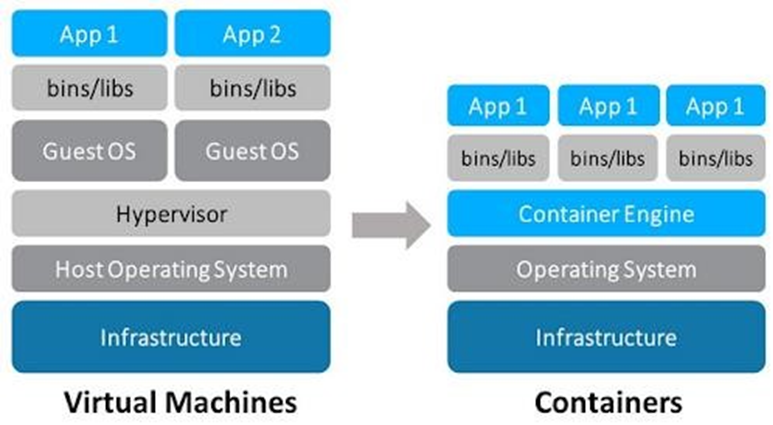 App 1
App 2
bins/libs
bins/libs
Guest OS
Guest OS
Hypervisor
Host Operating System
Infrastructure
Virtual Machines
App 1
App 1
App 1
bins/libs
bins/libs
bins/libs
Container Engine
Operating System
Infrastructure
Containers